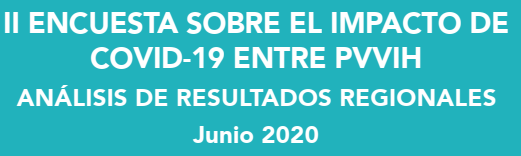 II ENCUESTA SOBRE EL IMPACTO DE
COVID-19 ENTRE PVVIH
ANÁLISIS DE RESULTADOS REGIONALES
Junio 2020